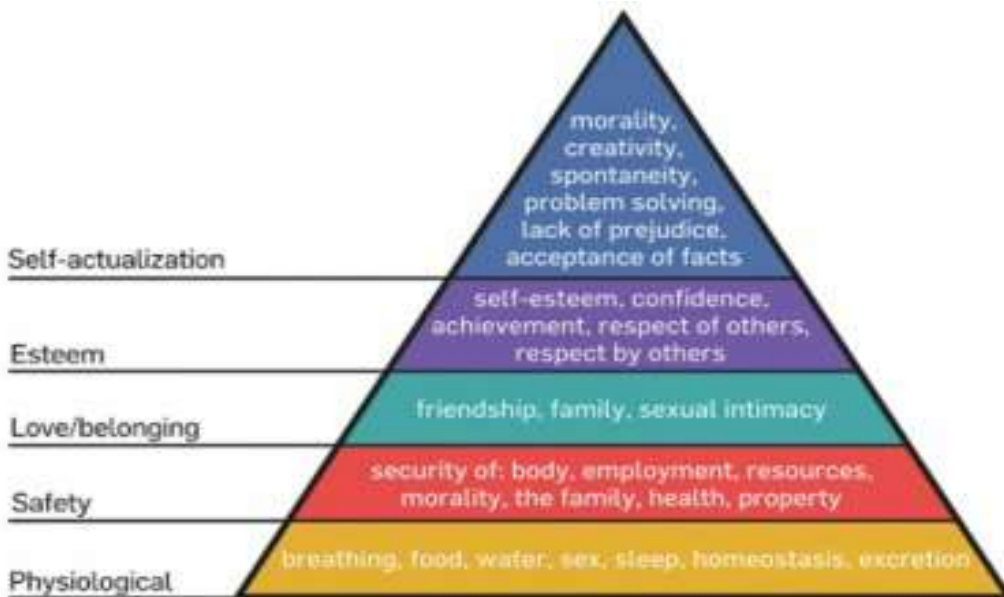 morality,
creativity,
spontaneity,
problem solving,
lack of prejudice,
acceptance of facts
Self-actualization
self-esteem, confidence,
achievement, respect of others,
respect by others
Esteem
friendship, family, sexual intimacy
Love/belonging
security of: body, employment, resources,
morality, the family, health, property
Safety
breathing, food, water, sex, sleep, homeostasis, excretion
Physiological